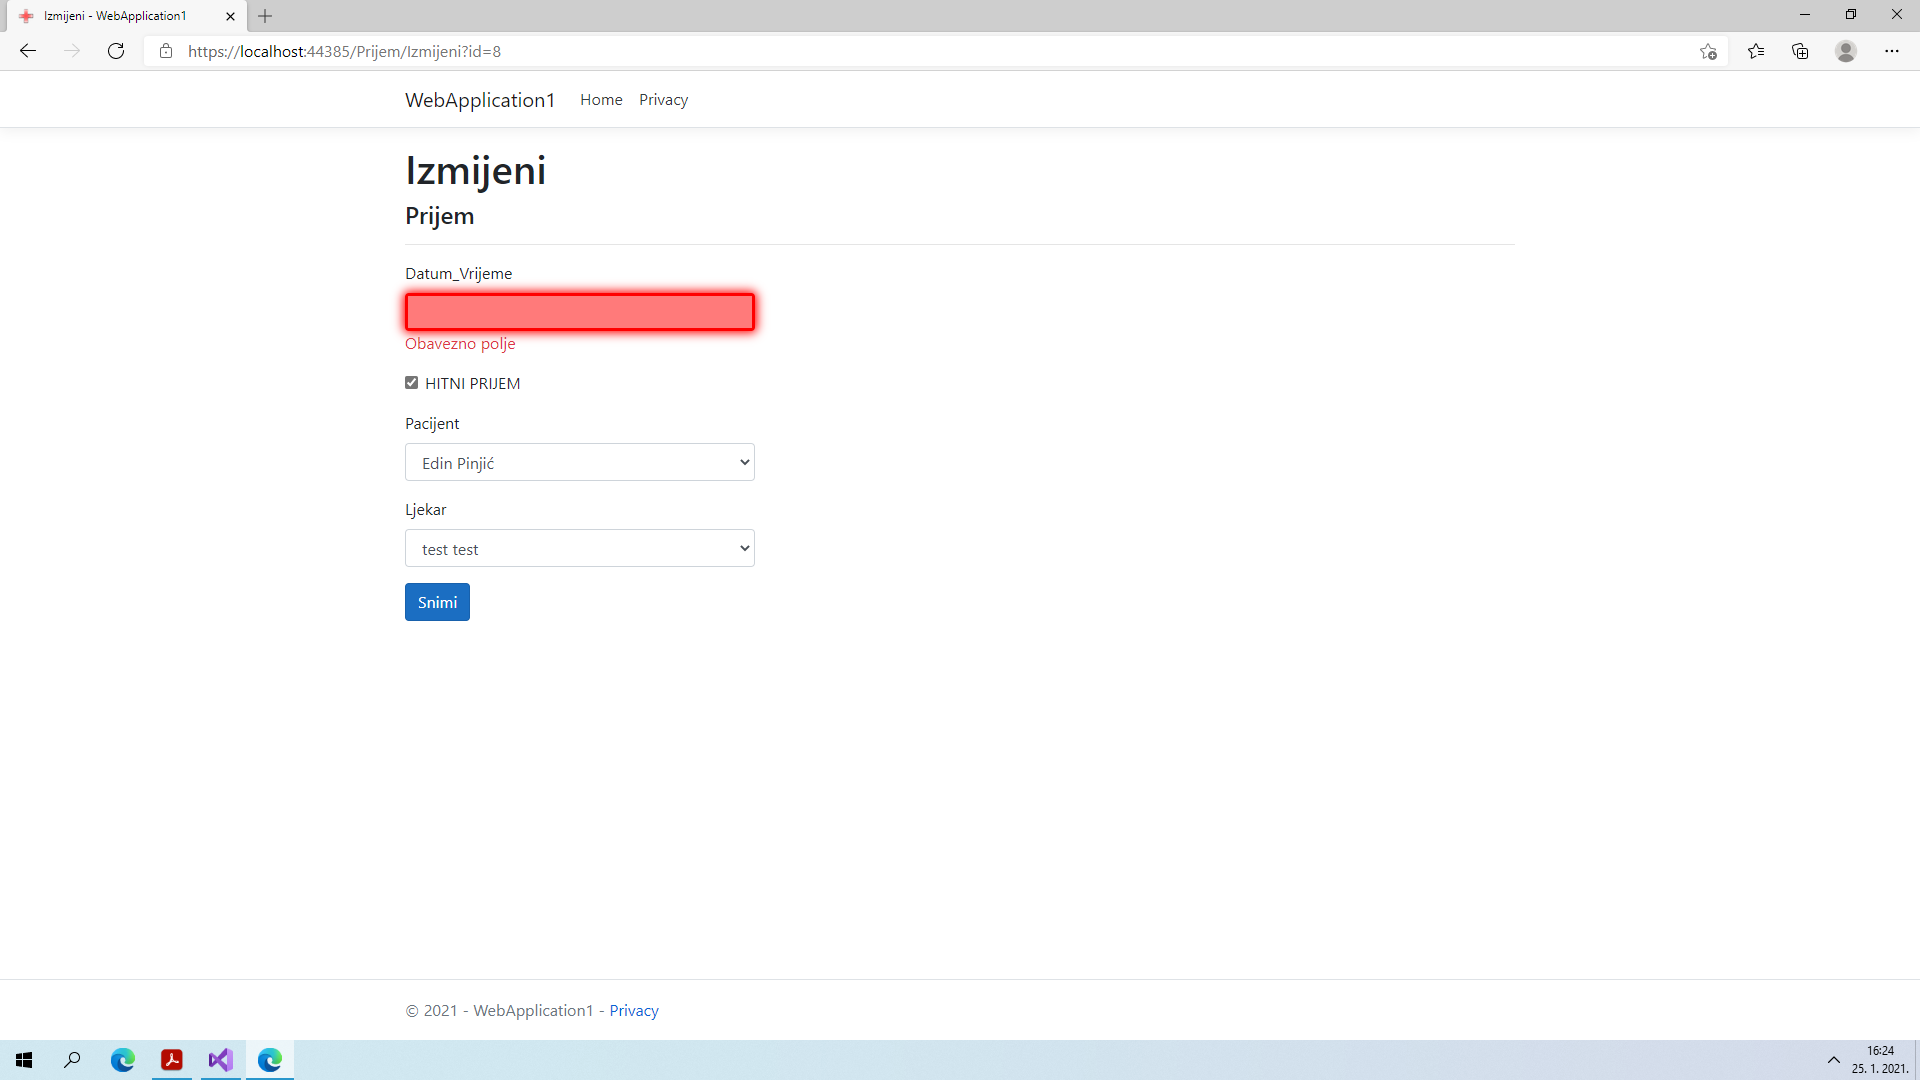 Izmijeni - WebApplication1
https://localhost:44385/Prijem/Izmijeni?id=8
WebApplication1 Home Privacy
Izmijeni
Prijem
Datum_Vrijeme
Obavezno polje
HITNI PRIJEM
Pacijent
Edin Pinjić
Ljekar
test test
Snimi
© 2021 - WebApplication1 - Privacy
16:24
25. 1. 2021.